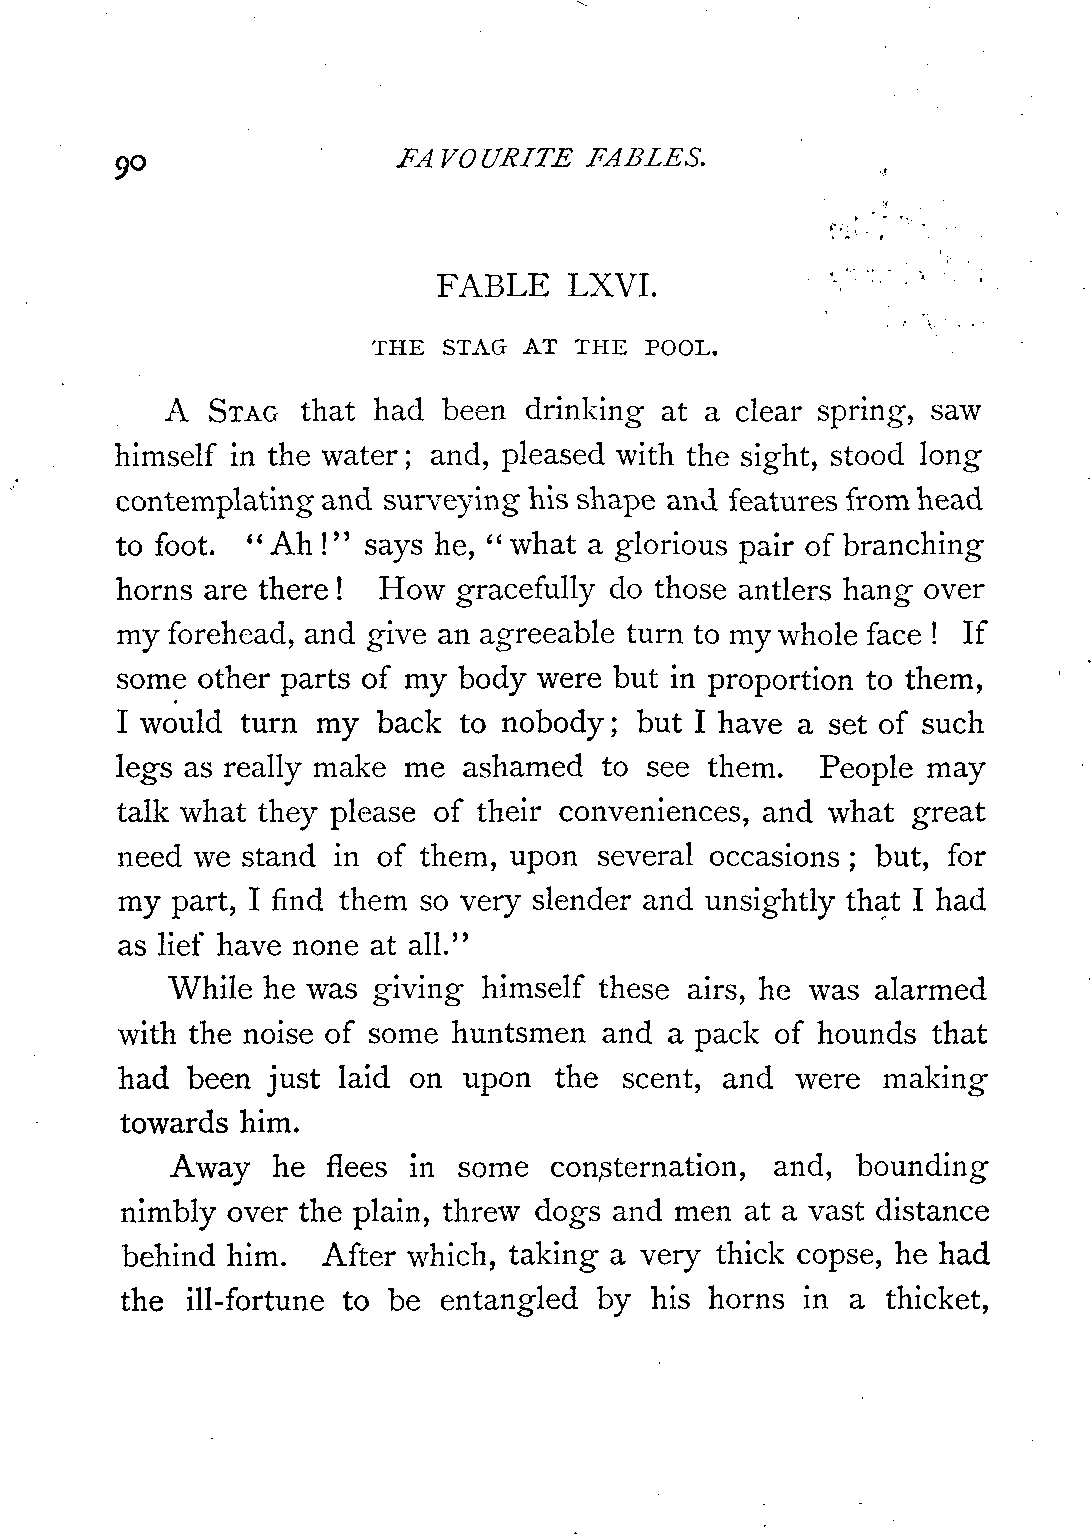 90 FAVOURITE FABLES.
FABLE LXVI.
THE STAG AT THE POOL.
A STAG that had been drinking at a clear spring, saw
himself in the water; and, pleased with the sight, stood long
contemplating and surveying his shape and features from head
to foot. "Ah!" says he, "what a glorious pair of branching
horns are there! How gracefully do those antlers hang over
my forehead, and give an agreeable turn to my whole face! If
some other parts of my body were but in proportion to them,
I would turn my back to nobody; but I have a set of such
legs as really make me ashamed to see them. People may
talk what they please of their conveniences, and what great
need we stand in of them, upon several occasions; but, for
my part, I find them so very slender and unsightly that I had
as lief have none at all."
While he was giving himself these airs, he was alarmed
with the noise of some huntsmen and a pack of hounds that
had been just laid on upon the scent, and were making
towards him.
Away he flees in some consternation, and, bounding
nimbly over the plain, threw dogs and men at a vast distance
behind him. After which, taking a very thick copse, he had
the ill-fortune to be entangled by his horns in a thicket,